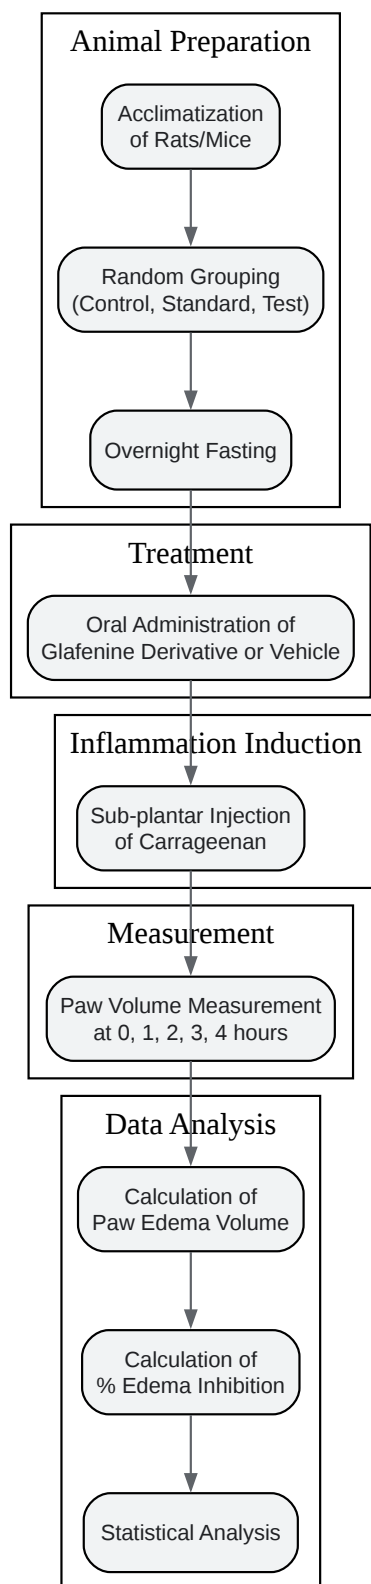 Animal Preparation
Acclimatization
of Rats/Mice
Random Grouping
(Control, Standard, Test)
Overnight Fasting
Treatment
Oral Administration of
Glafenine Derivative or Vehicle
Inflammation Induction
Sub-plantar Injection
of Carrageenan
Measurement
Paw Volume Measurement
at 0, 1, 2, 3, 4 hours
Data Analysis
Calculation of
Paw Edema Volume
Calculation of
% Edema Inhibition
Statistical Analysis